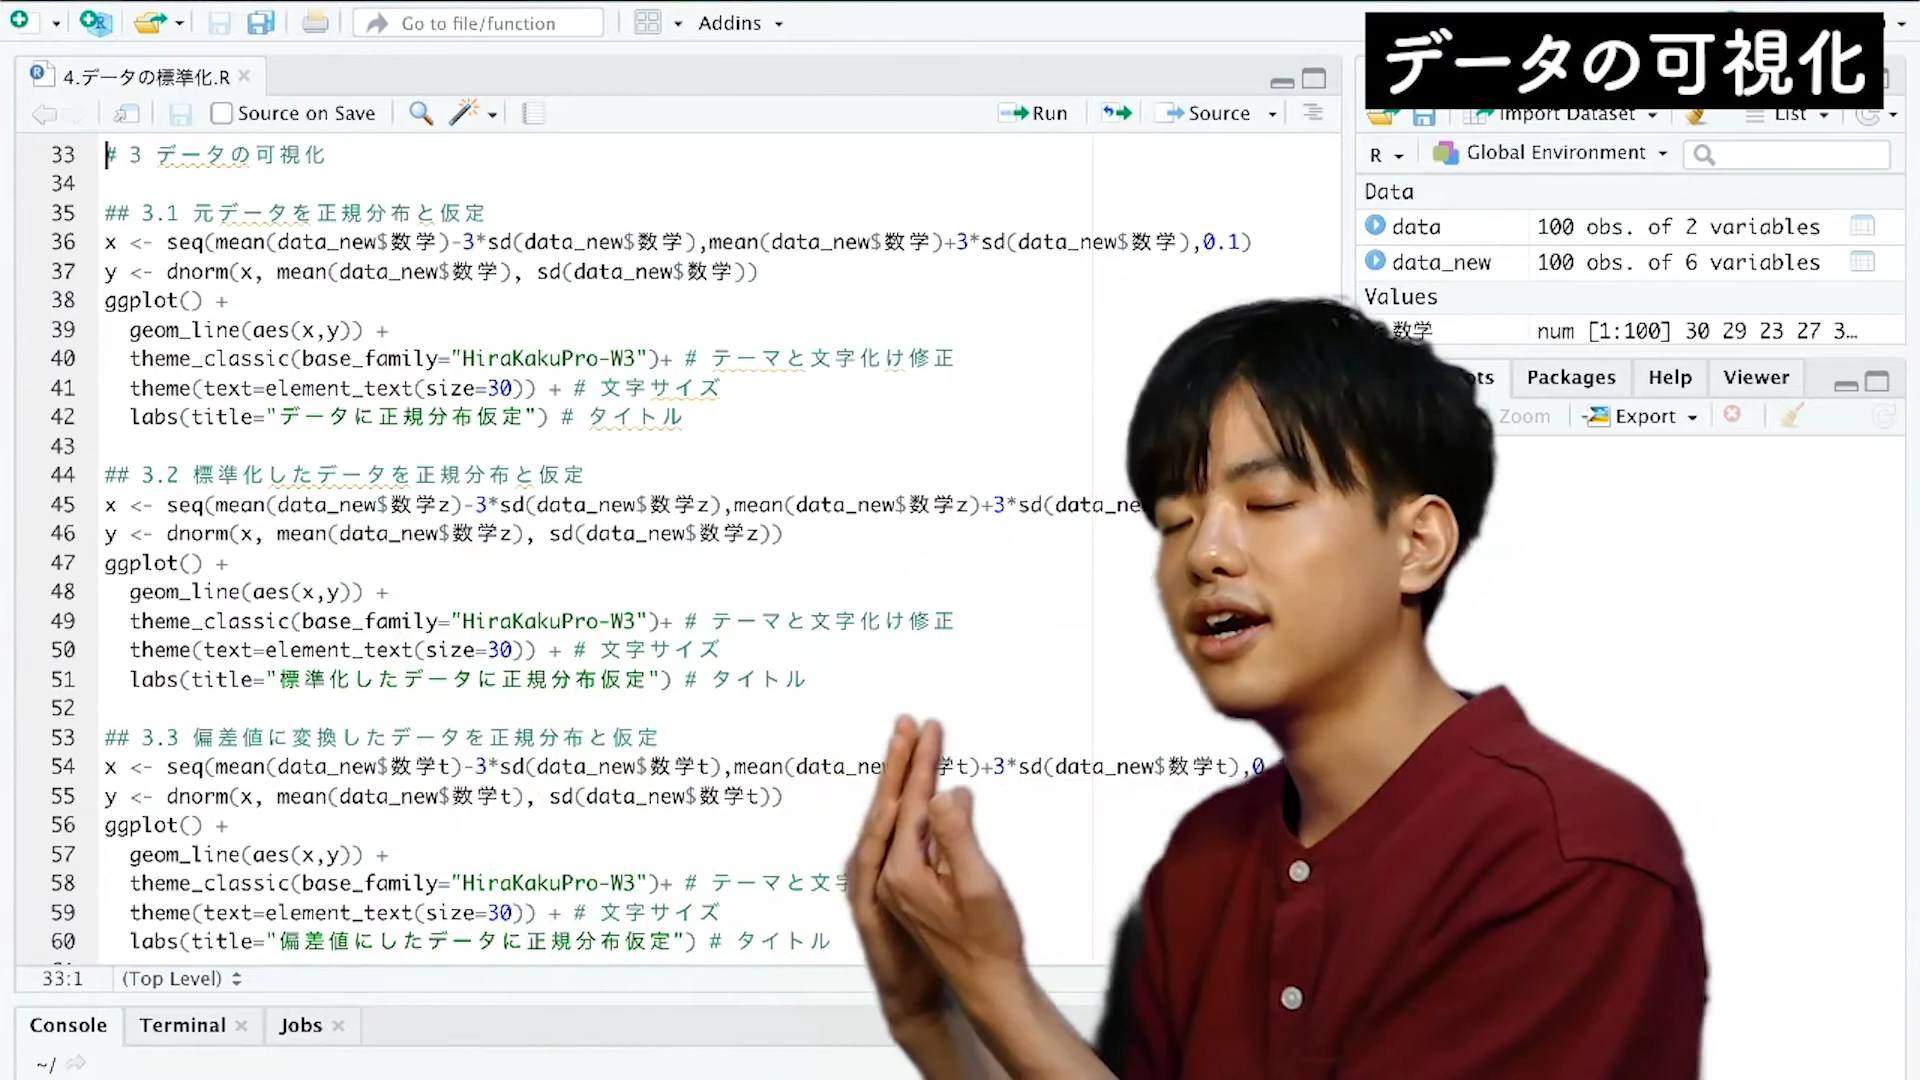 Go to file/function
Addins
データの可視化
4.データの標準化.R
Source on Save
Run
Source
Import Dataset
List
R
Global Environment
Data
data 100 obs. of 2 variables
data_new 100 obs. of 6 variables
Values
数学 num [1:100] 30 29 23 27 3…
Packages
Help
Viewer
Zoom
Export
33 # 3 データの可視化
34
35 ## 3.1 元データを正規分布と仮定
36 x <- seq(mean(data_new$数学)-3*sd(data_new$数学),mean(data_new$数学)+3*sd(data_new$数学),0.1)
37 y <- dnorm(x, mean(data_new$数学), sd(data_new$数学))
38 ggplot() +
39 geom_line(aes(x,y)) +
40 theme_classic(base_family="HiraKakuPro-W3")+ # テーマと文字化け修正
41 theme(text=element_text(size=30)) + # 文字サイズ
42 labs(title="データに正規分布仮定") # タイトル
43
44 ## 3.2 標準化したデータを正規分布と仮定
45 x <- seq(mean(data_new$数学z)-3*sd(data_new$数学z),mean(data_new$数学z)+3*sd(data_ne
46 y <- dnorm(x, mean(data_new$数学z), sd(data_new$数学z))
47 ggplot() +
48 geom_line(aes(x,y)) +
49 theme_classic(base_family="HiraKakuPro-W3")+ # テーマと文字化け修正
50 theme(text=element_text(size=30)) + # 文字サイズ
51 labs(title="標準化したデータに正規分布仮定") # タイトル
52
53 ## 3.3 偏差値に変換したデータを正規分布と仮定
54 x <- seq(mean(data_new$数学t)-3*sd(data_new$数学t),mean(data_ne 学t)+3*sd(data_new$数学t),0
55 y <- dnorm(x, mean(data_new$数学t), sd(data_new$数学t))
56 ggplot() +
57 geom_line(aes(x,y)) +
58 theme_classic(base_family="HiraKakuPro-W3")+ # テーマと文字
59 theme(text=element_text(size=30)) + # 文字サイズ
60 labs(title="偏差値にしたデータに正規分布仮定") # タイトル
33:1 (Top Level)
Console
Terminal
Jobs
~/